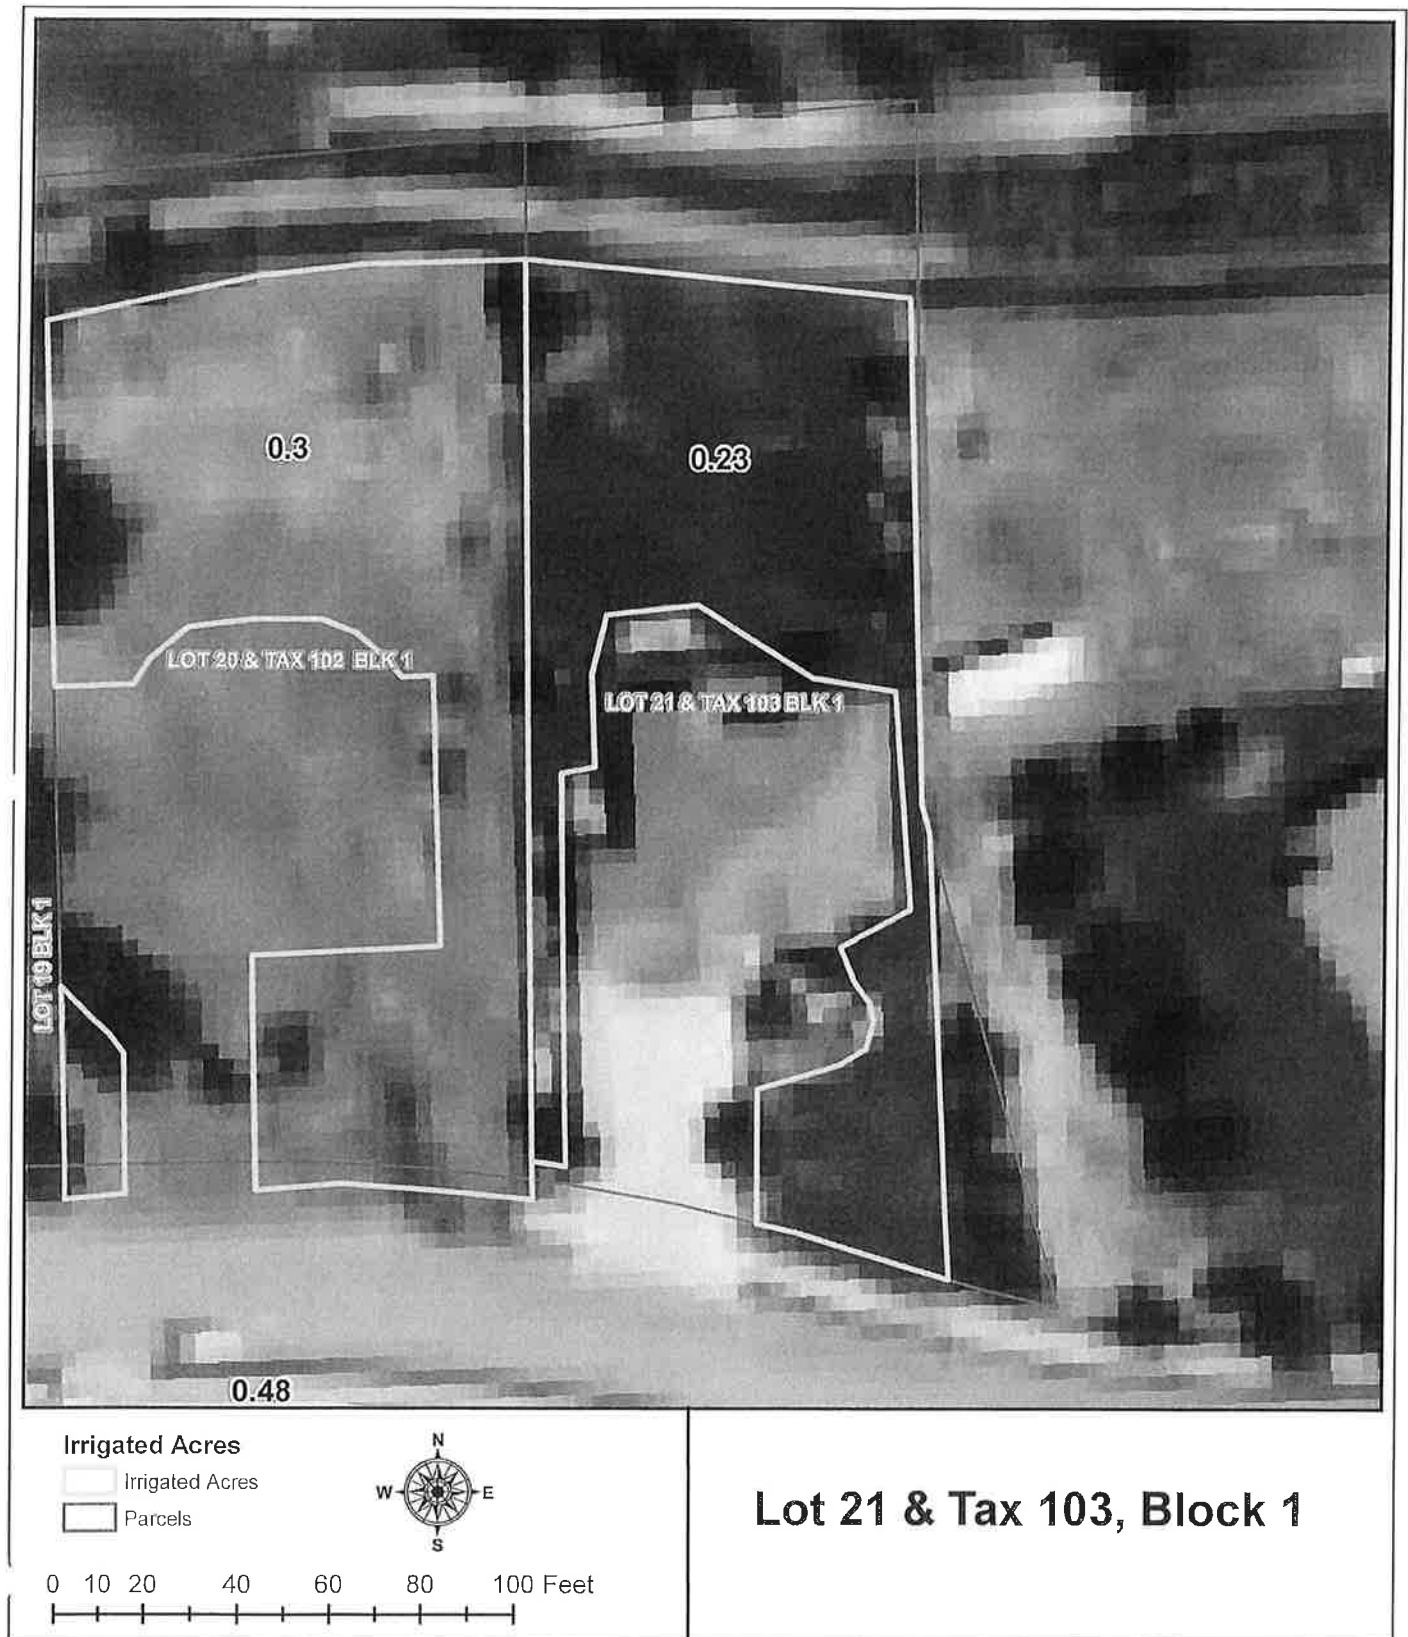 0.3
0.23
LOT 20 & TAX 102 BLK 1
LOT 21 & TAX 103 BLK 1
LOT 19 BLK 1
0.48
Irrigated Acres
Irrigated Acres
Parcels
N
W
E
S
0 10 20 40 60 80 100 Feet
Lot 21 & Tax 103, Block 1